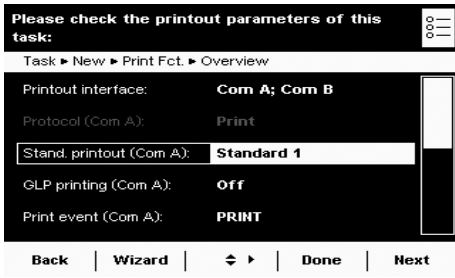 Please check the printout parameters of this
task:
Task ▸ New ▸ Print Fct. ▸ Overview
Printout interface: Com A; Com B
Protocol (Com A): Print
Stand. printout (Com A): Standard 1
GLP printing (Com A): Off
Print event (Com A): PRINT
Back | Wizard | ⬍ ▸ | Done | Next